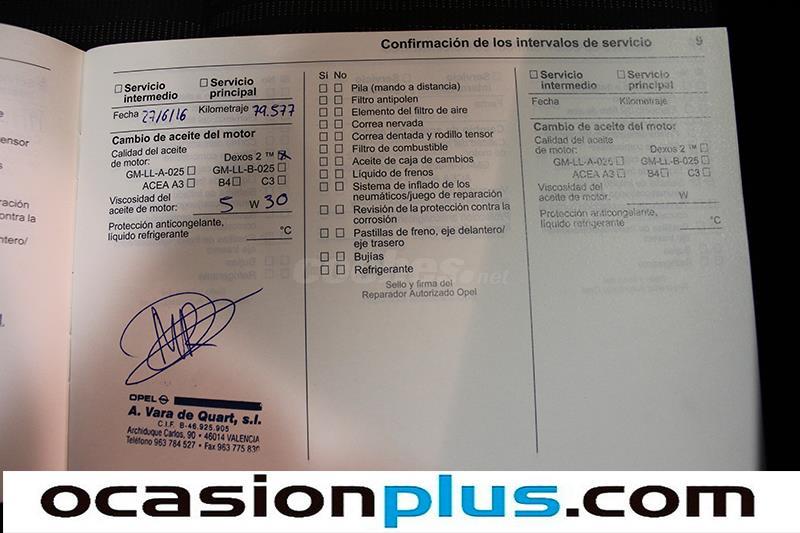 Confirmación de los intervalos de servicio 9
Servicio intermedio
Servicio principal
Fecha 27/6/16 Kilometraje 79.577
Cambio de aceite del motor
Calidad del aceite
de motor: Dexos 2 ™
GM-LL-A-025 GM-LL-B-025
ACEA A3 B4 C3
Viscosidad del
aceite de motor: 5 W 30
Protección anticongelante,
líquido refrigerante °C
OPEL
A. Vara de Quart, s.l.
C.I.F. B-46.925.905
Archiduque Carlos, 90 • 46014 VALENCIA
Teléfono 963 784 527 • Fax 963 775 830
Si No
Pila (mando a distancia)
Filtro antipolen
Elemento del filtro de aire
Correa nervada
Correa dentada y rodillo tensor
Filtro de combustible
Aceite de caja de cambios
Líquido de frenos
Sistema de inflado de los
neumáticos/juego de reparación
Revisión de la protección contra la
corrosión
Pastillas de freno, eje delantero/
eje trasero
Bujías
Refrigerante
Sello y firma del
Reparador Autorizado Opel
Servicio intermedio
Servicio principal
Fecha Kilometraje
Cambio de aceite del motor
Calidad del aceite
de motor: Dexos 2 ™
GM-LL-A-025 GM-LL-B-025
ACEA A3 B4 C3
Viscosidad del
aceite de motor: W
Protección anticongelante,
líquido refrigerante °C
coches.net
ocasionplus.com